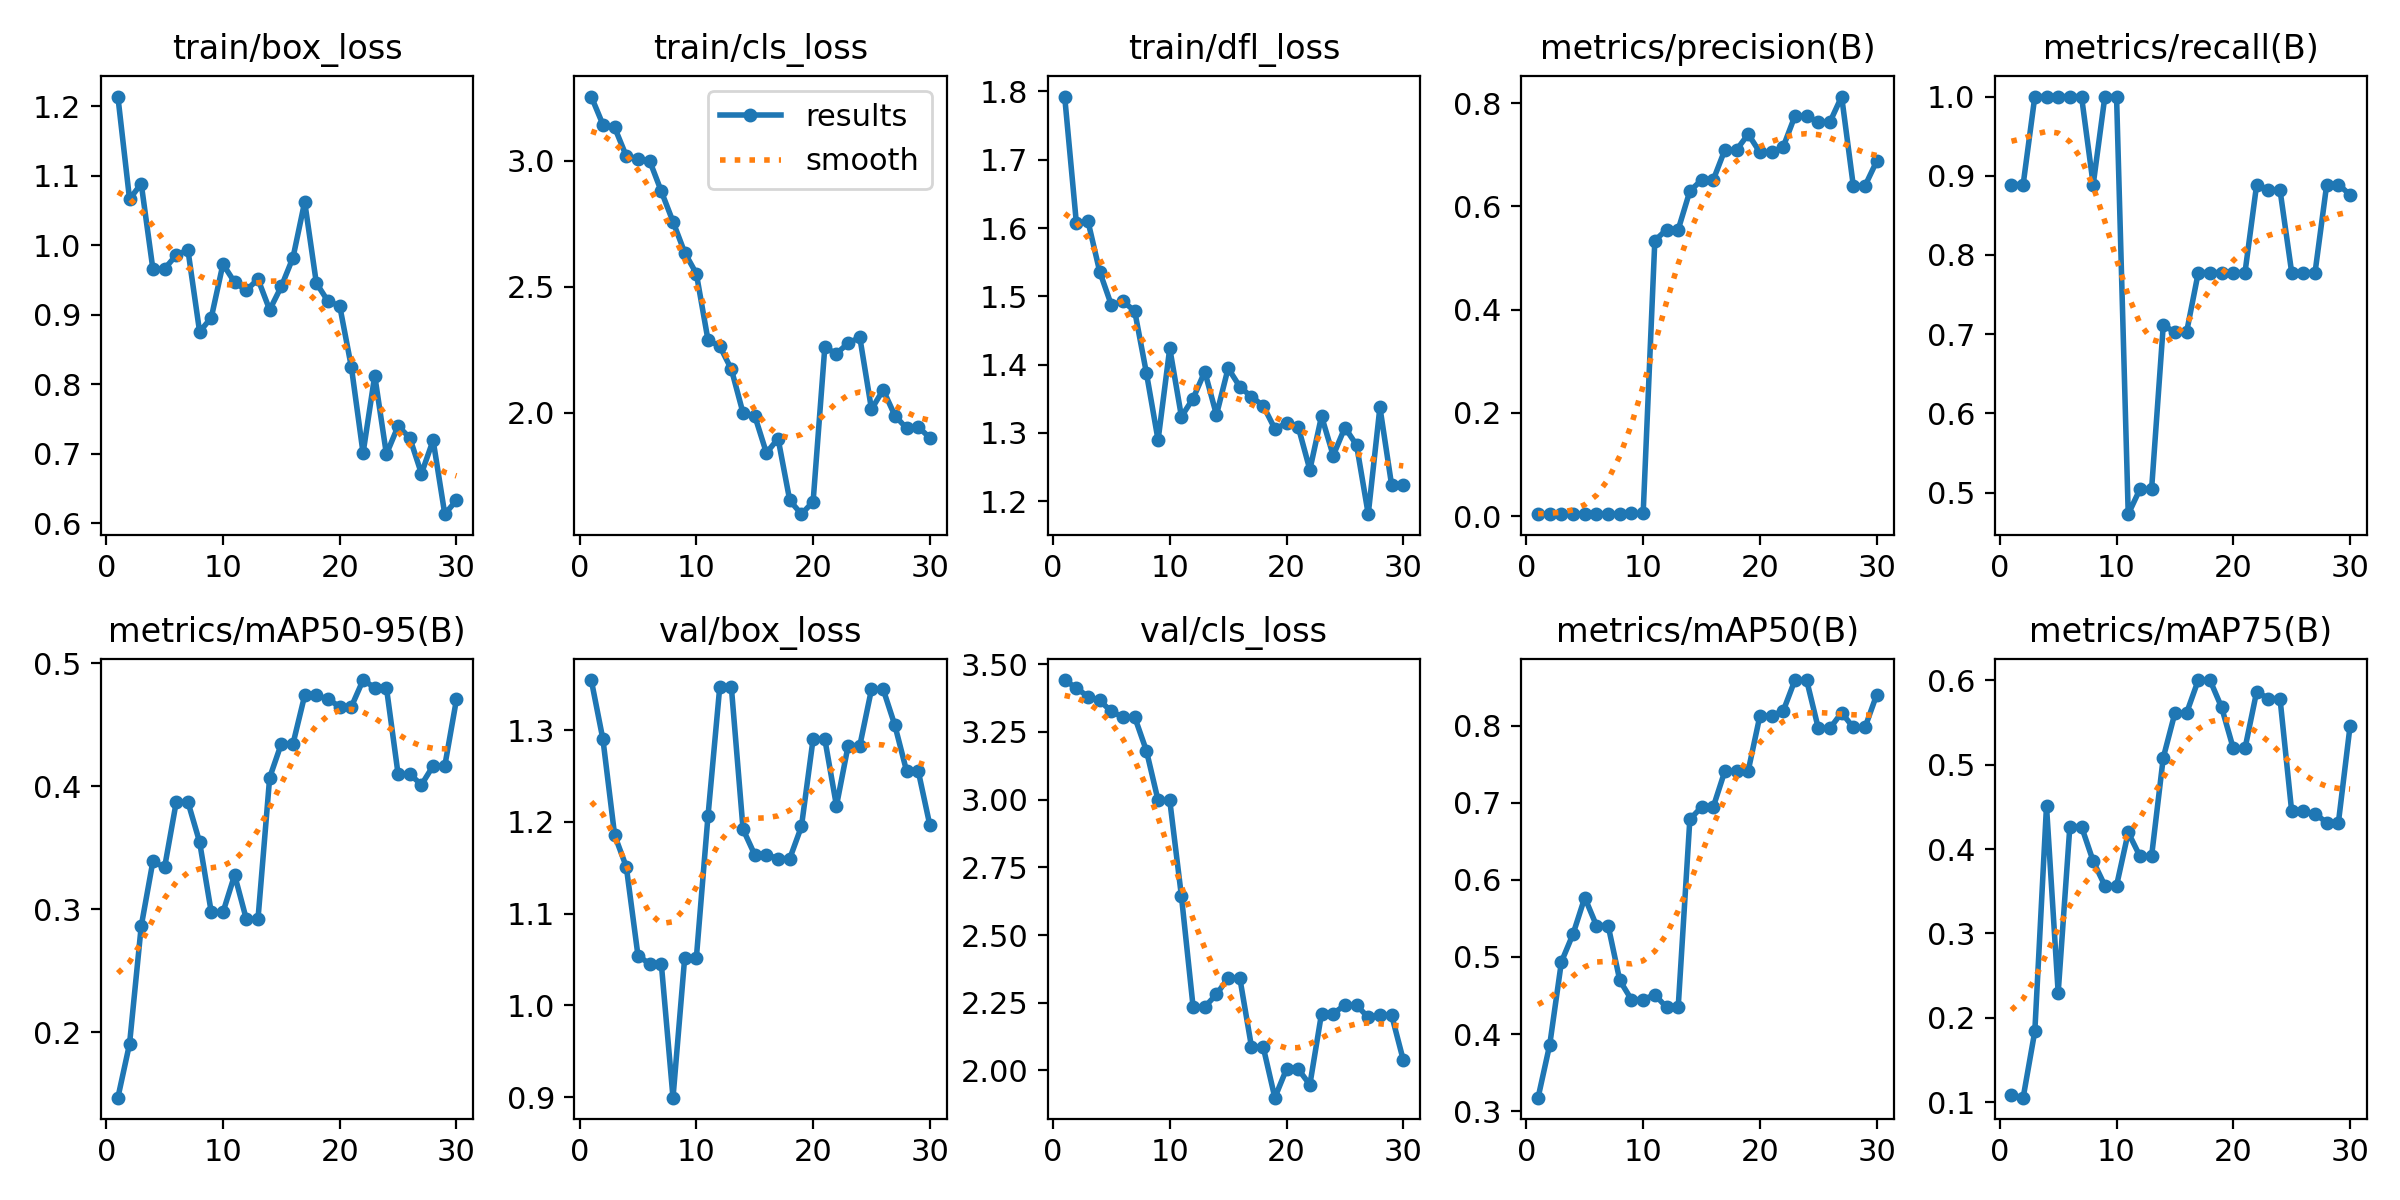 train/box_loss
1.2
1.1
1.0
0.9
0.8
0.7
0.6
0 10 20 30
train/cls_loss
results
smooth
3.0
2.5
2.0
0 10 20 30
train/dfl_loss
1.8
1.7
1.6
1.5
1.4
1.3
1.2
0 10 20 30
metrics/precision(B)
0.8
0.6
0.4
0.2
0.0
0 10 20 30
metrics/recall(B)
1.0
0.9
0.8
0.7
0.6
0.5
0 10 20 30
metrics/mAP50-95(B)
0.5
0.4
0.3
0.2
0 10 20 30
val/box_loss
1.3
1.2
1.1
1.0
0.9
0 10 20 30
val/cls_loss
3.50
3.25
3.00
2.75
2.50
2.25
2.00
0 10 20 30
metrics/mAP50(B)
0.8
0.7
0.6
0.5
0.4
0.3
0 10 20 30
metrics/mAP75(B)
0.6
0.5
0.4
0.3
0.2
0.1
0 10 20 30